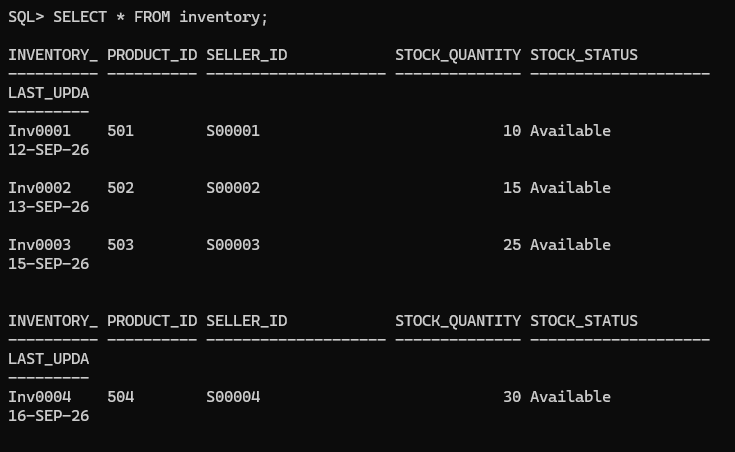 SQL> SELECT * FROM inventory;
INVENTORY_ PRODUCT_ID SELLER_ID            STOCK_QUANTITY STOCK_STATUS
---------- ---------- -------------------- -------------- --------------------
LAST_UPDA
---------
Inv0001    501        S00001                           10 Available
12-SEP-26
Inv0002    502        S00002                           15 Available
13-SEP-26
Inv0003    503        S00003                           25 Available
15-SEP-26
INVENTORY_ PRODUCT_ID SELLER_ID            STOCK_QUANTITY STOCK_STATUS
---------- ---------- -------------------- -------------- --------------------
LAST_UPDA
---------
Inv0004    504        S00004                           30 Available
16-SEP-26